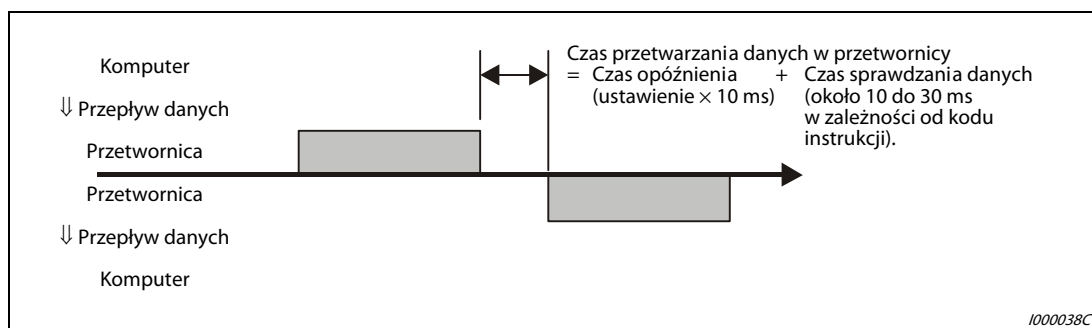 Komputer
⇓ Przepływ danych
Przetwornica
Przetwornica
⇓ Przepływ danych
Komputer
Czas przetwarzania danych w przetwornicy
= Czas opóźnienia + Czas sprawdzania danych
(ustawienie × 10 ms) (około 10 do 30 ms
w zależności od kodu
instrukcji).
I000038C